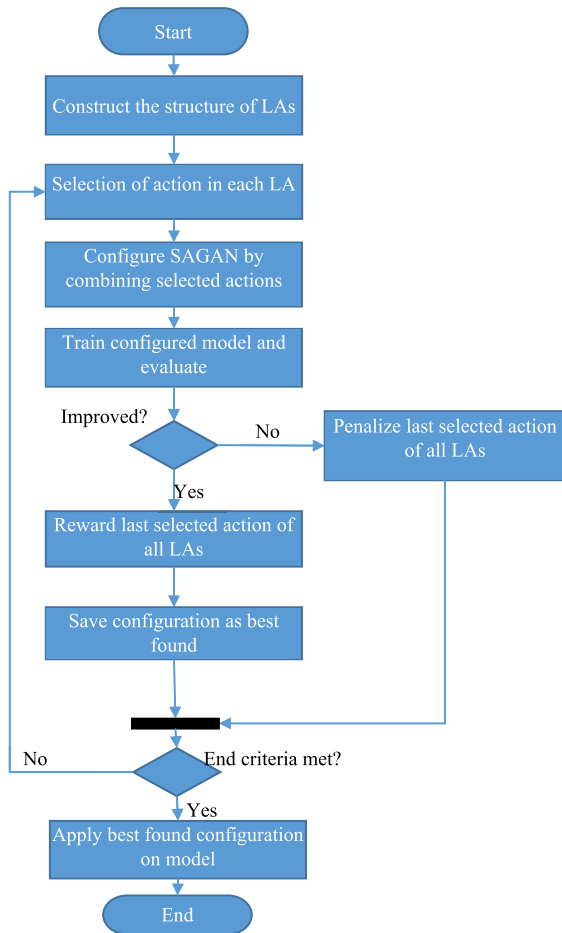 Start
Construct the structure of LAs
Selection of action in each LA
Configure SAGAN by
combining selected actions
Train configured model and
evaluate
Improved?
No
Penalize last selected action
of all LAs
Yes
Reward last selected action of
all LAs
Save configuration as best
found
No
End criteria met?
Yes
Apply best found configuration
on model
End